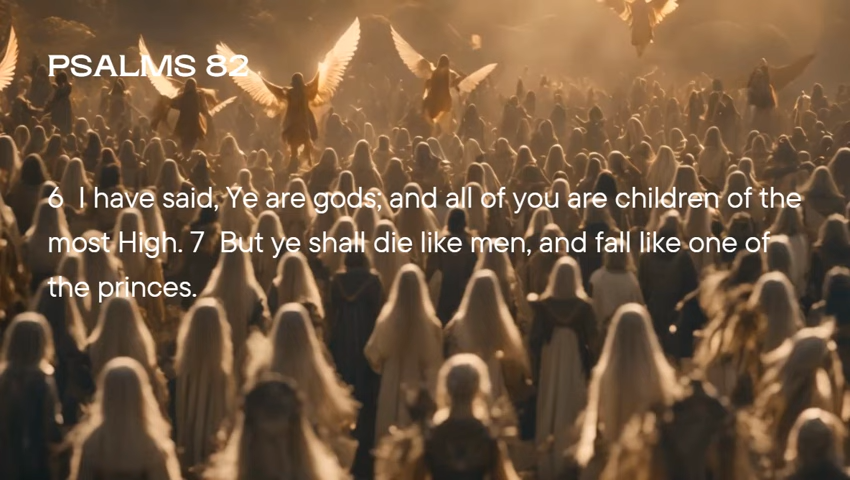 PSALMS 82
6 I have said, Ye are gods; and all of you are children of the
most High. 7 But ye shall die like men, and fall like one of
the princes.